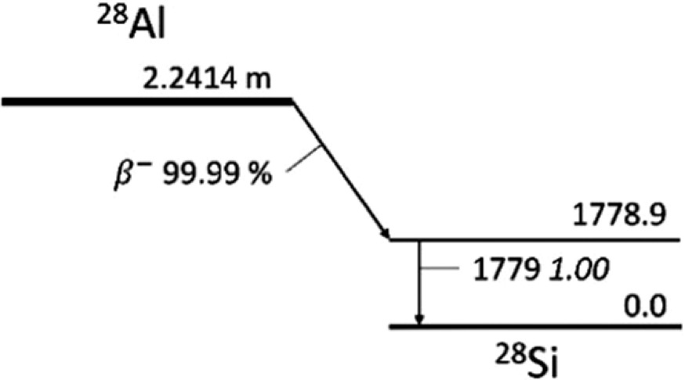 ²⁸Al
2.2414 m
β⁻ 99.99 %
1778.9
1779 1.00
0.0
²⁸Si